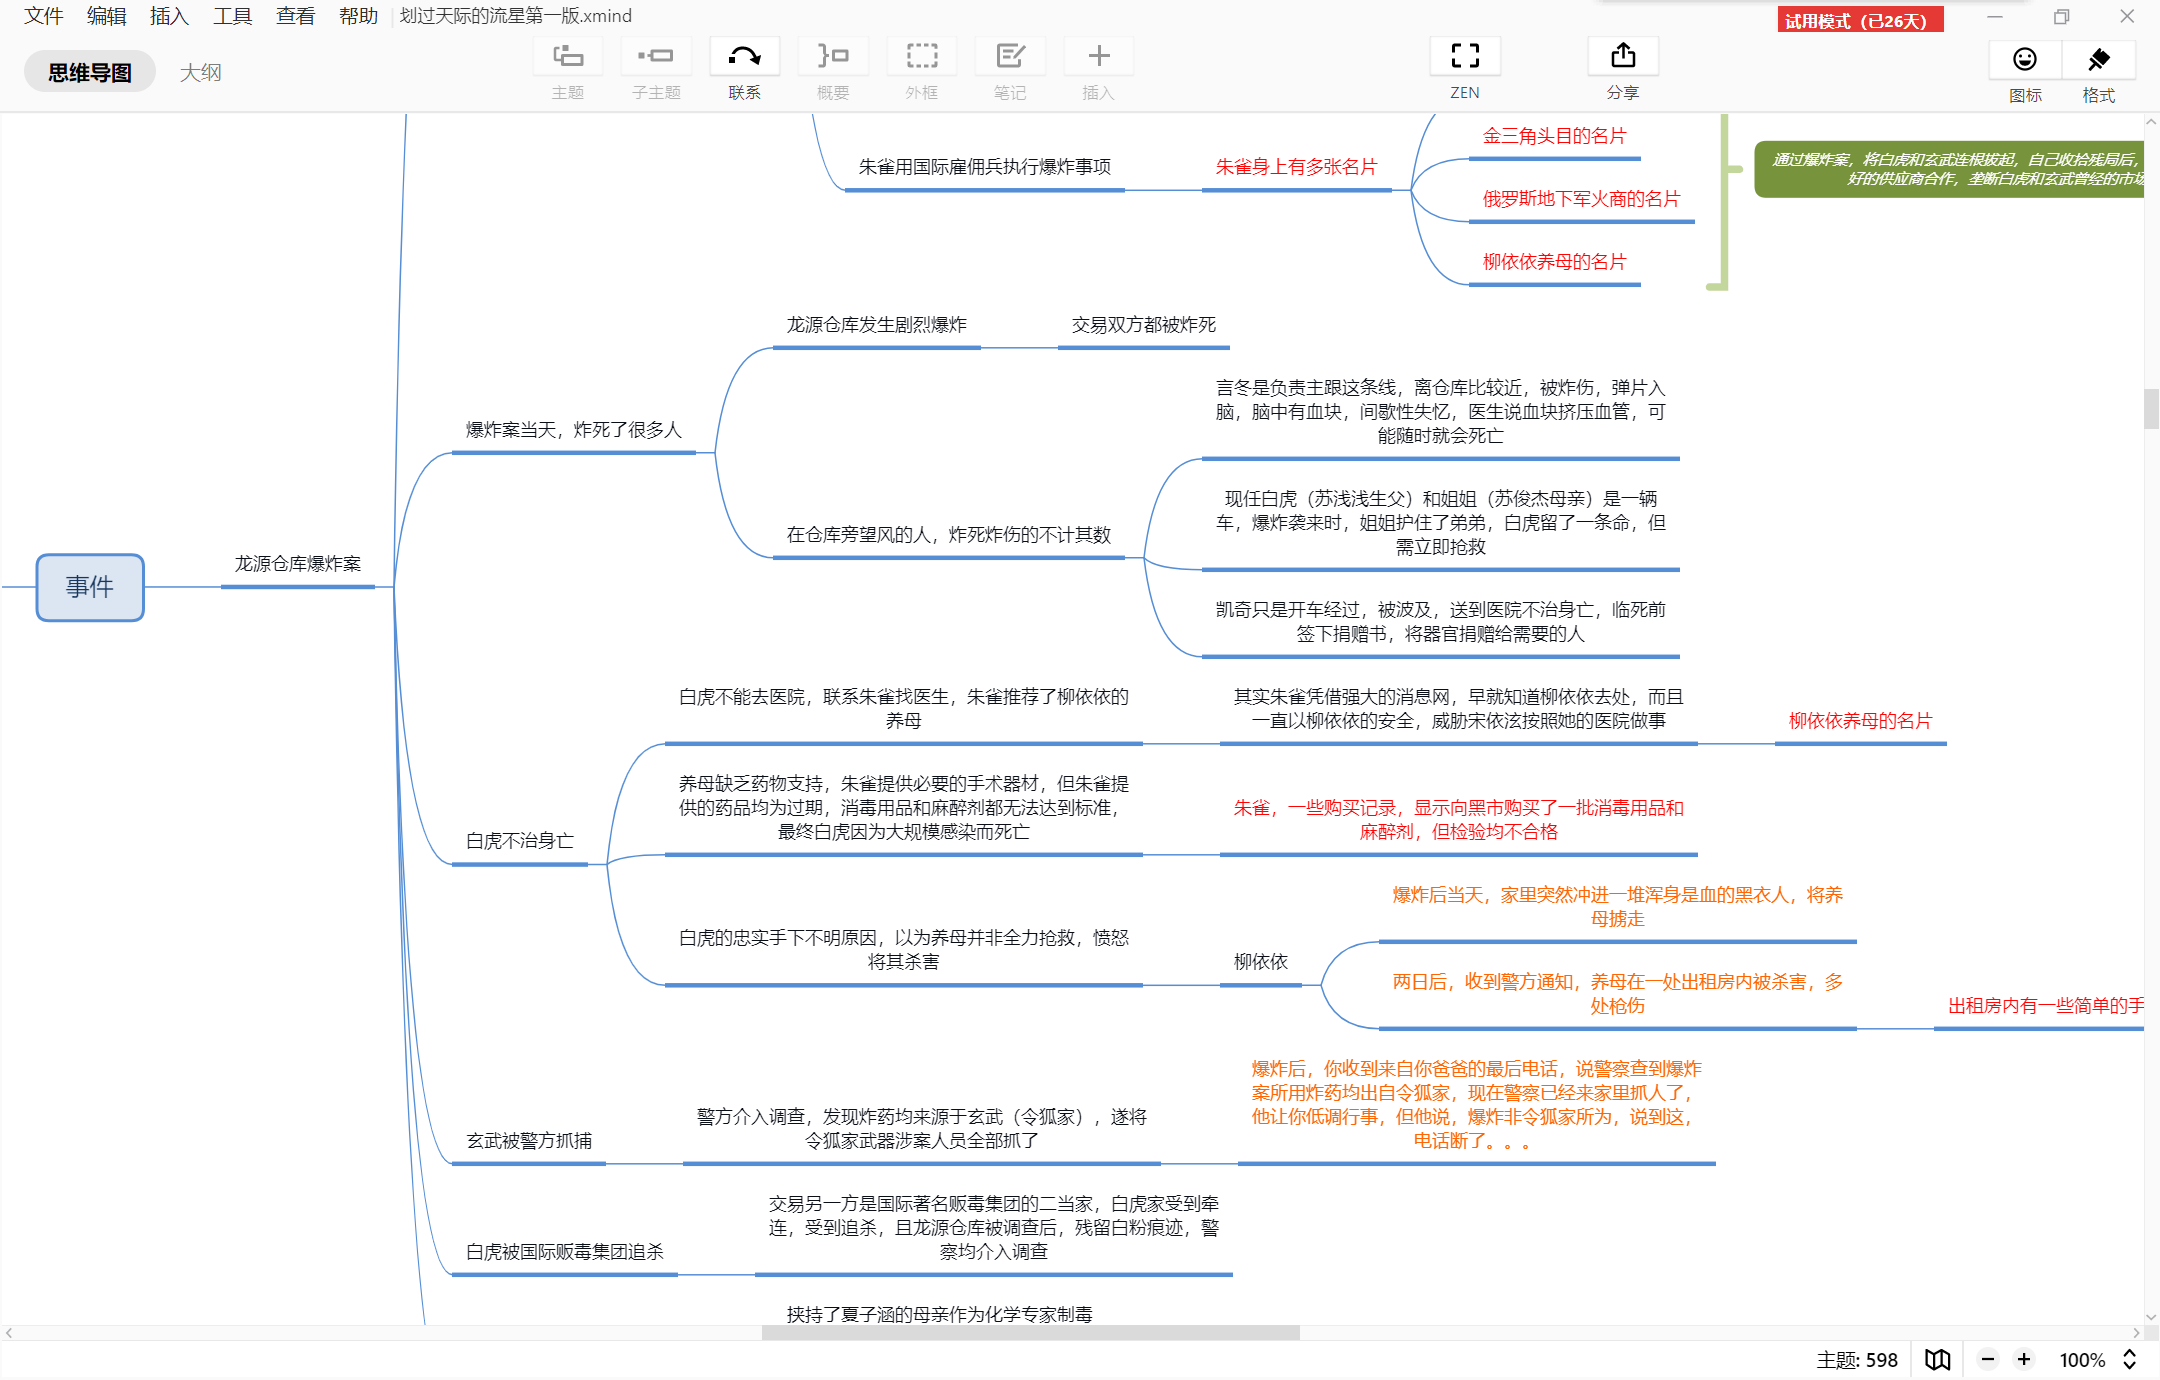 文件 编辑 插入 工具 查看 帮助 划过天际的流星第一版.xmind
试用模式（已26天）
思维导图 大纲
主题 子主题 联系 概要 外框 笔记 插入 ZEN 分享 图标 格式
金三角头目的名片
朱雀用国际雇佣兵执行爆炸事项
朱雀身上有多张名片
通过爆炸案，将白虎和玄武连根拔起，自己收拾残局后，
好的供应商合作，垄断白虎和玄武曾经的市场
俄罗斯地下军火商的名片
柳依依养母的名片
龙源仓库发生剧烈爆炸
交易双方都被炸死
言冬是负责主跟这条线，离仓库比较近，被炸伤，弹片入
脑，脑中有血块，间歇性失忆，医生说血块挤压血管，可
能随时就会死亡
爆炸案当天，炸死了很多人
现任白虎（苏浅浅生父）和姐姐（苏俊杰母亲）是一辆
车，爆炸袭来时，姐姐护住了弟弟，白虎留了一条命，但
需立即抢救
在仓库旁望风的人，炸死炸伤的不计其数
事件
龙源仓库爆炸案
凯奇只是开车经过，被波及，送到医院不治身亡，临死前
签下捐赠书，将器官捐赠给需要的人
白虎不能去医院，联系朱雀找医生，朱雀推荐了柳依依的
养母
其实朱雀凭借强大的消息网，早就知道柳依依去处，而且
一直以柳依依的安全，威胁宋依泫按照她的医院做事
柳依依养母的名片
养母缺乏药物支持，朱雀提供必要的手术器材，但朱雀提
供的药品均为过期，消毒用品和麻醉剂都无法达到标准，
最终白虎因为大规模感染而死亡
朱雀，一些购买记录，显示向黑市购买了一批消毒用品和
麻醉剂，但检验均不合格
白虎不治身亡
爆炸后当天，家里突然冲进一堆浑身是血的黑衣人，将养
母掳走
白虎的忠实手下不明原因，以为养母并非全力抢救，愤怒
将其杀害
柳依依
两日后，收到警方通知，养母在一处出租房内被杀害，多
处枪伤
出租房内有一些简单的手
爆炸后，你收到来自你爸爸的最后电话，说警察查到爆炸
案所用炸药均出自令狐家，现在警察已经来家里抓人了，
他让你低调行事，但他说，爆炸非令狐家所为，说到这，
电话断了。。。
警方介入调查，发现炸药均来源于玄武（令狐家），遂将
令狐家武器涉案人员全部抓了
玄武被警方抓捕
交易另一方是国际著名贩毒集团的二当家，白虎家受到牵
连，受到追杀，且龙源仓库被调查后，残留白粉痕迹，警
察均介入调查
白虎被国际贩毒集团追杀
挟持了夏子涵的母亲作为化学专家制毒
主题: 598 100%